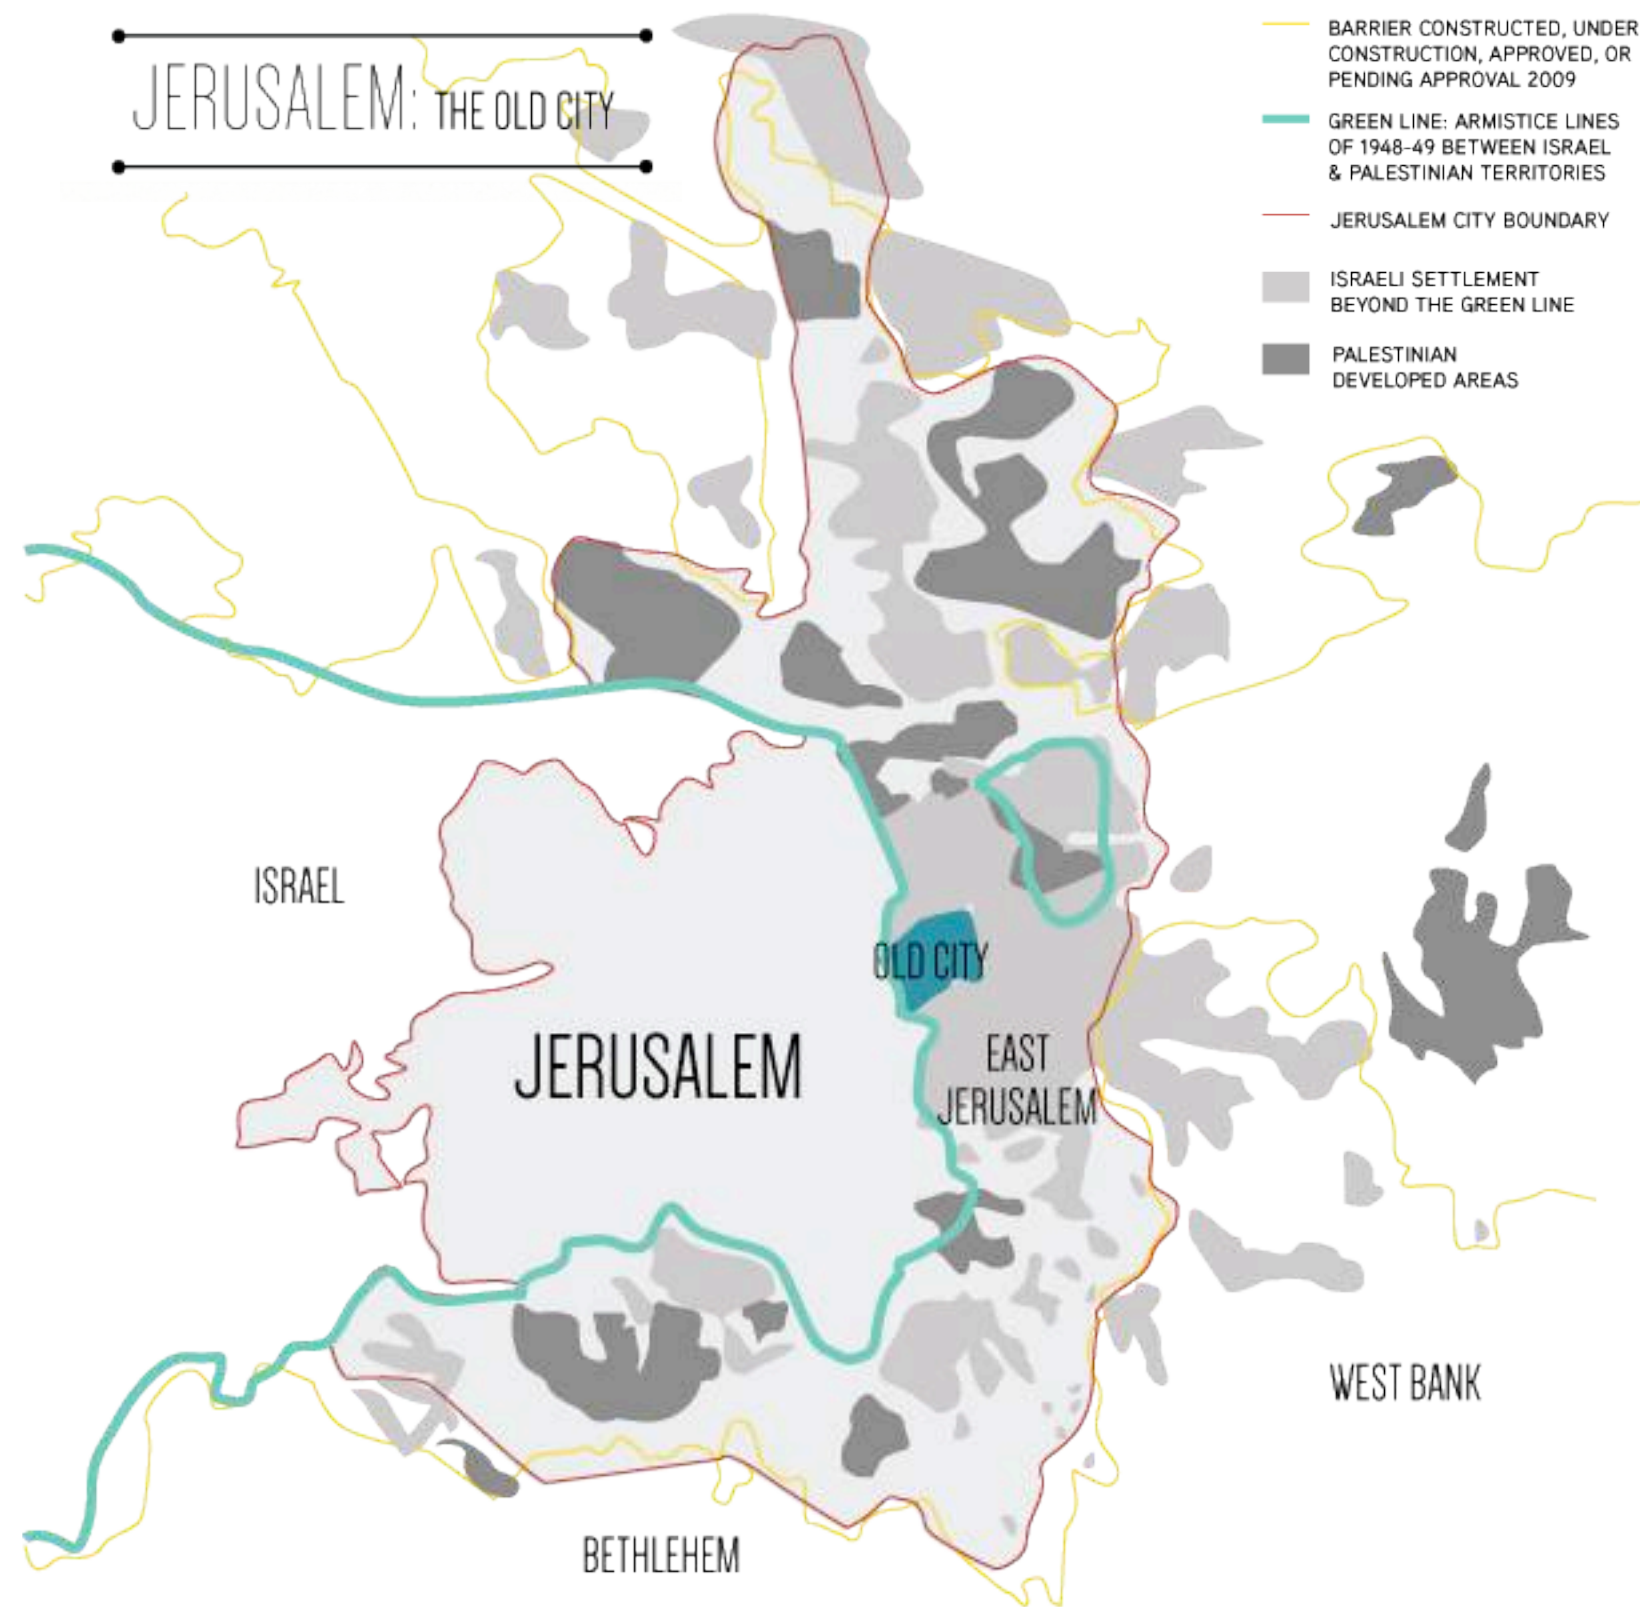 JERUSALEM: THE OLD CITY
BARRIER CONSTRUCTED, UNDER
CONSTRUCTION, APPROVED, OR
PENDING APPROVAL 2009
GREEN LINE: ARMISTICE LINES
OF 1948-49 BETWEEN ISRAEL
& PALESTINIAN TERRITORIES
JERUSALEM CITY BOUNDARY
ISRAELI SETTLEMENT
BEYOND THE GREEN LINE
PALESTINIAN
DEVELOPED AREAS
ISRAEL
OLD CITY
JERUSALEM
EAST
JERUSALEM
WEST BANK
BETHLEHEM